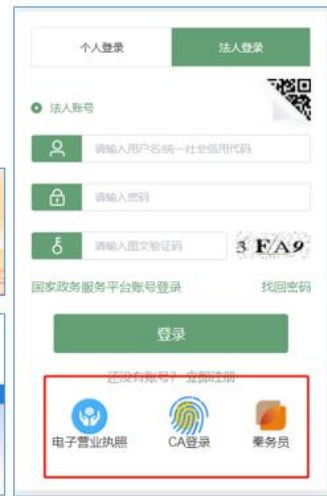 个人登录
法人登录
法人账号
请输入用户名/统一社会信用代码
请输入密码
请输入图文验证码
3 FA9
国家政务服务平台账号登录
找回密码
登录
还没有账号？ 立即注册
电子营业执照
CA登录
秦务员